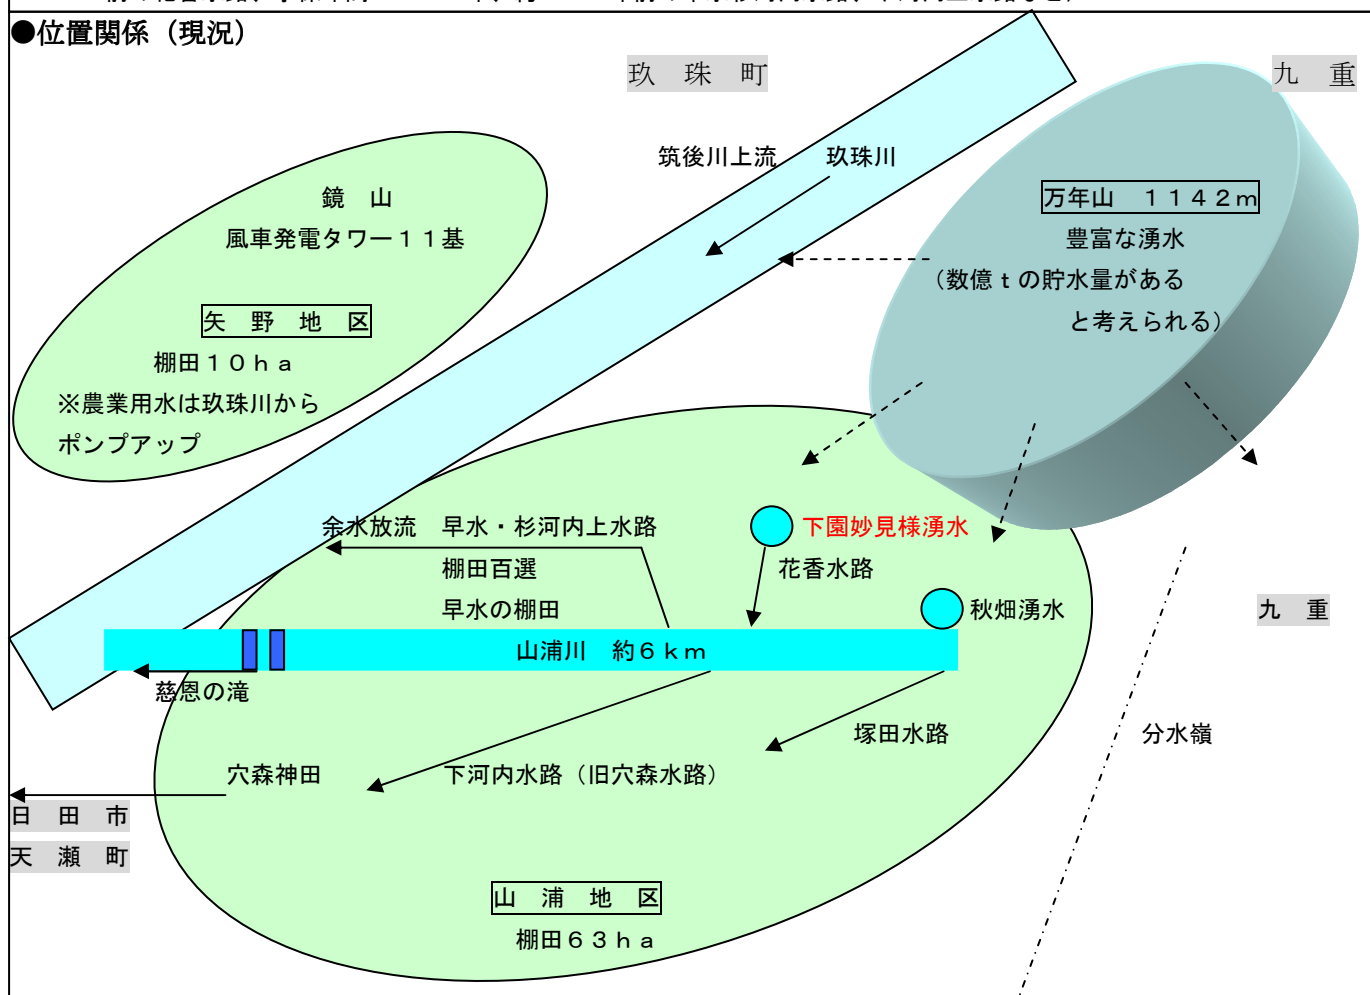 ●位置関係（現況）
玖　珠　町
九　重
筑後川上流　　玖珠川
鏡　山
風車発電タワー１１基
万年山　１１４２ｍ
豊富な湧水
（数億ｔの貯水量がある
と考えられる）
矢　野　地　区
棚田１０ｈａ
※農業用水は玖珠川から
ポンプアップ
余水放流　早水・杉河内上水路
下園妙見様湧水
棚田百選
花香水路
早水の棚田
秋畑湧水
九　重
山浦川　約６ｋｍ
慈恩の滝
塚田水路
分水嶺
穴森神田
下河内水路（旧穴森水路）
日　田　市
天　瀬　町
山　浦　地　区
棚田６３ｈａ